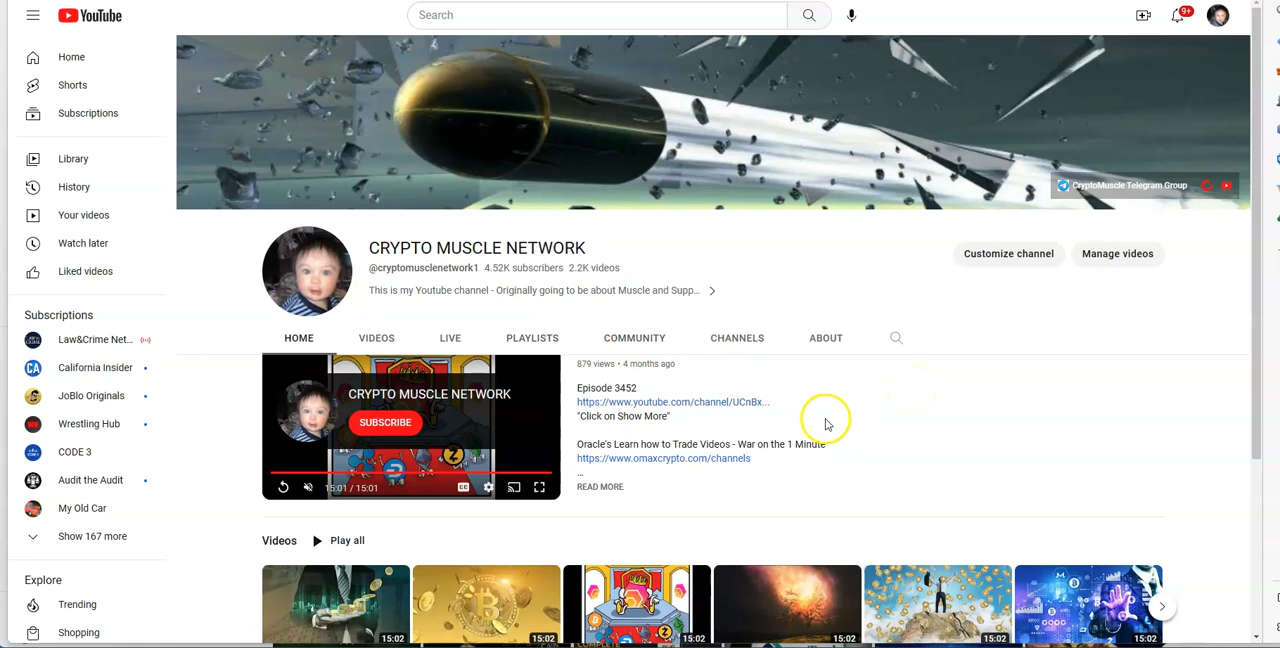 YouTube
Search
9+
Home
Shorts
Subscriptions
Library
History
Your videos
Watch later
Liked videos
Subscriptions
Law&Crime Net...
CA
California Insider
JoBlo Originals
Wrestling Hub
CODE 3
Audit the Audit
My Old Car
Show 167 more
Explore
Trending
Shopping
CryptoMuscle Telegram Group
CRYPTO MUSCLE NETWORK
@cryptomusclenetwork1 4.52K subscribers 2.2K videos
This is my Youtube channel - Originally going to be about Muscle and Supp...
Customize channel
Manage videos
HOME
VIDEOS
LIVE
PLAYLISTS
COMMUNITY
CHANNELS
ABOUT
CRYPTO MUSCLE NETWORK
SUBSCRIBE
15:01 / 15:01
CC
879 views • 4 months ago
Episode 3452
https://www.youtube.com/channel/UCnBx...
"Click on Show More"
Oracle's Learn how to Trade Videos - War on the 1 Minute
https://www.omaxcrypto.com/channels
...
READ MORE
Videos
Play all
15:02
15:02
15:02
15:02
15:02
15:02